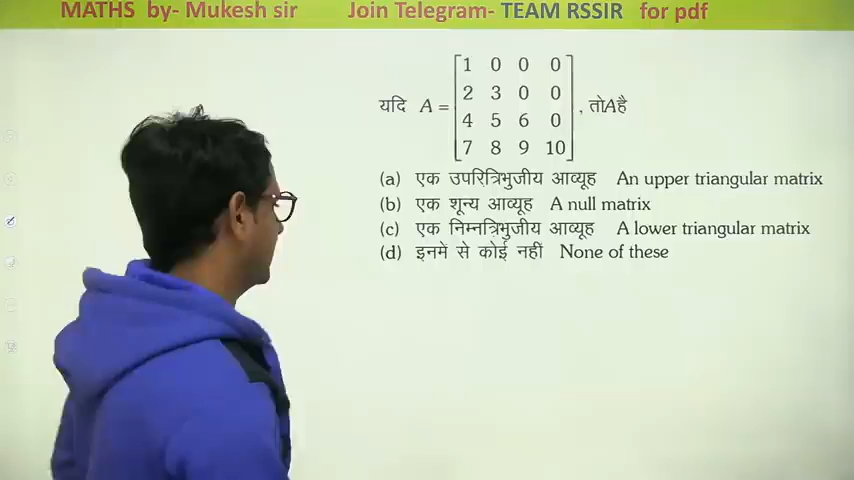 MATHS by- Mukesh sir Join Telegram- TEAM RSSIR for pdf
1 0 0 0
2 3 0 0
यदि A = , तोA है
4 5 6 0
7 8 9 10
(a) एक उपरित्रिभुजीय आव्यूह An upper triangular matrix
(b) एक शून्य आव्यूह A null matrix
(c) एक निम्नत्रिभुजीय आव्यूह A lower triangular matrix
(d) इनमें से कोई नहीं None of these